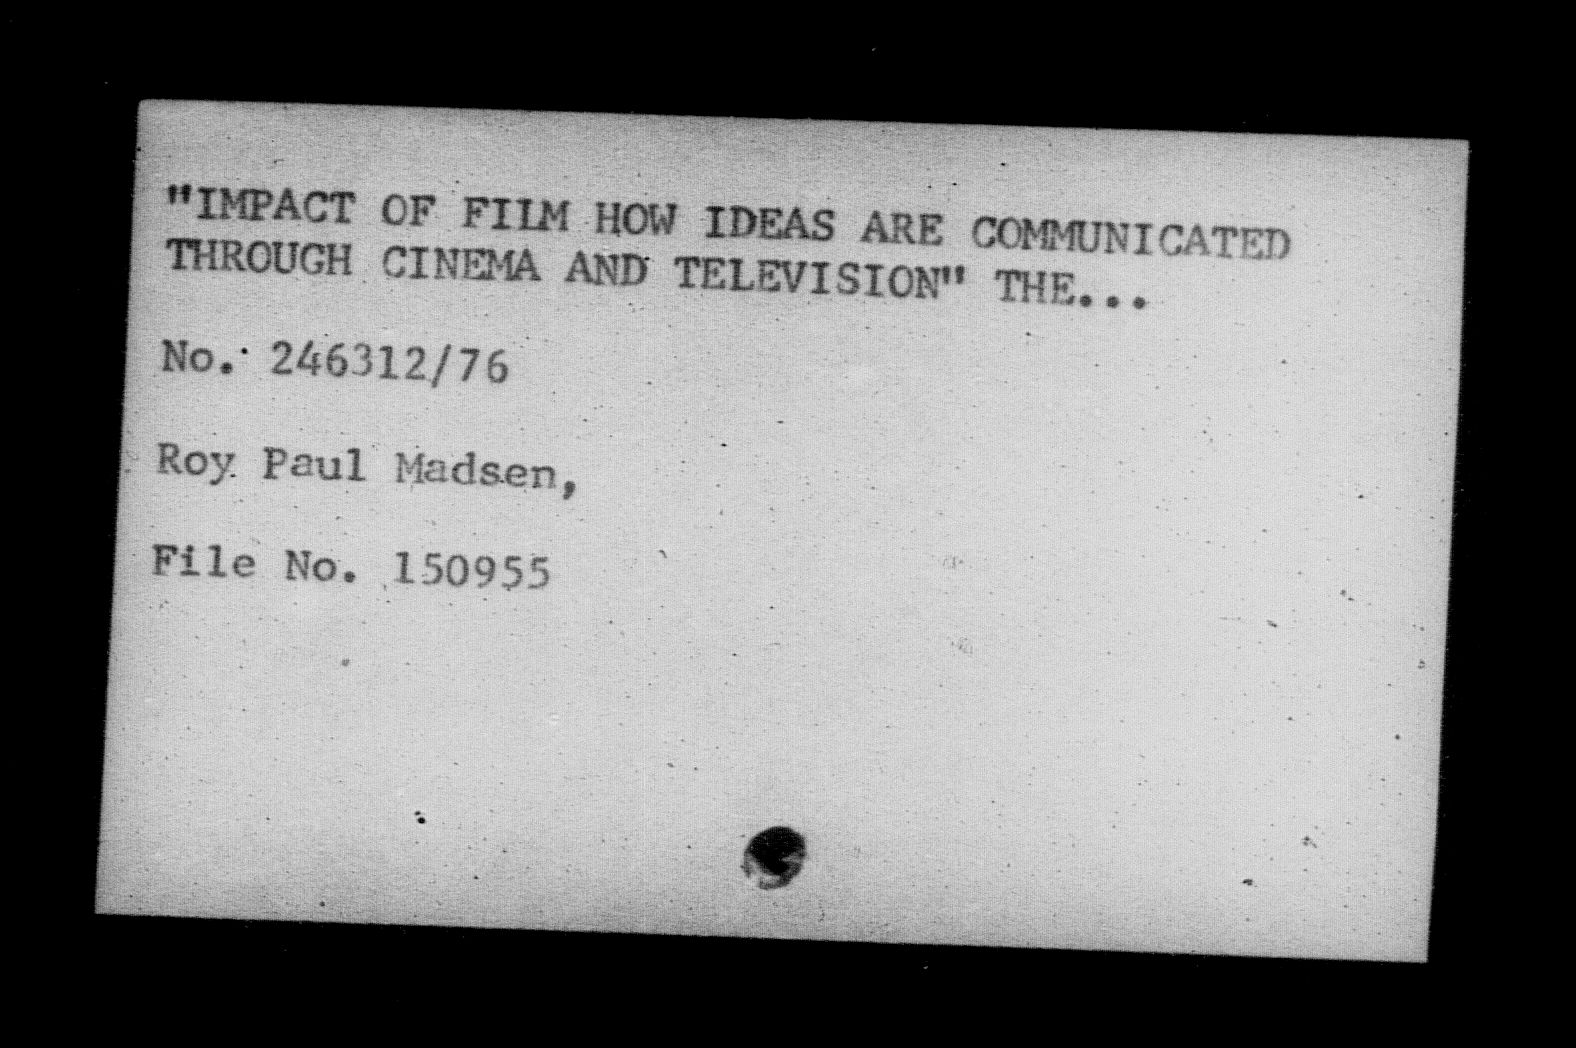 "IMPACT OF FILM HOW IDEAS ARE COMMUNICATED
THROUGH CINEMA AND TELEVISION" THE...
No. 246312/76
Roy Paul Madsen,
File No. 150955